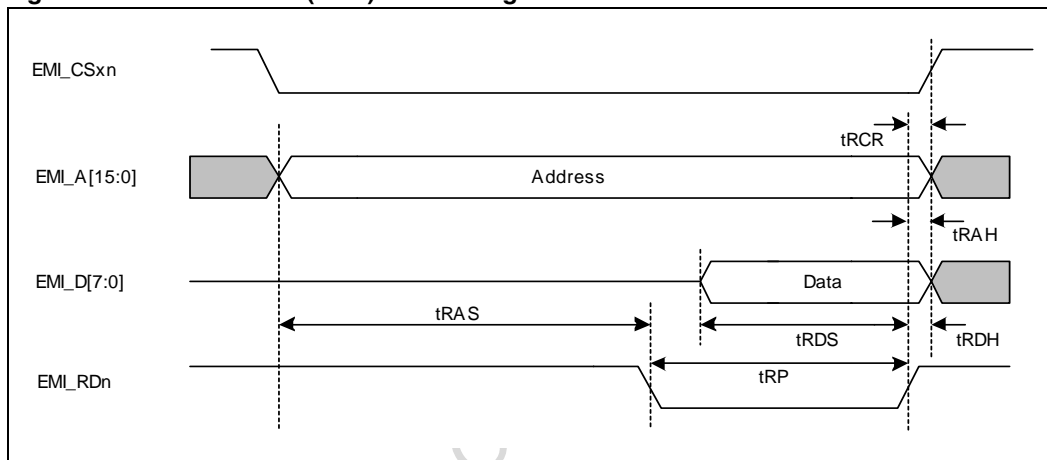 EMI_CSxn
tRCR
EMI_A[15:0]
Address
tRAH
EMI_D[7:0]
Data
tRAS
tRDS
tRDH
EMI_RDn
tRP